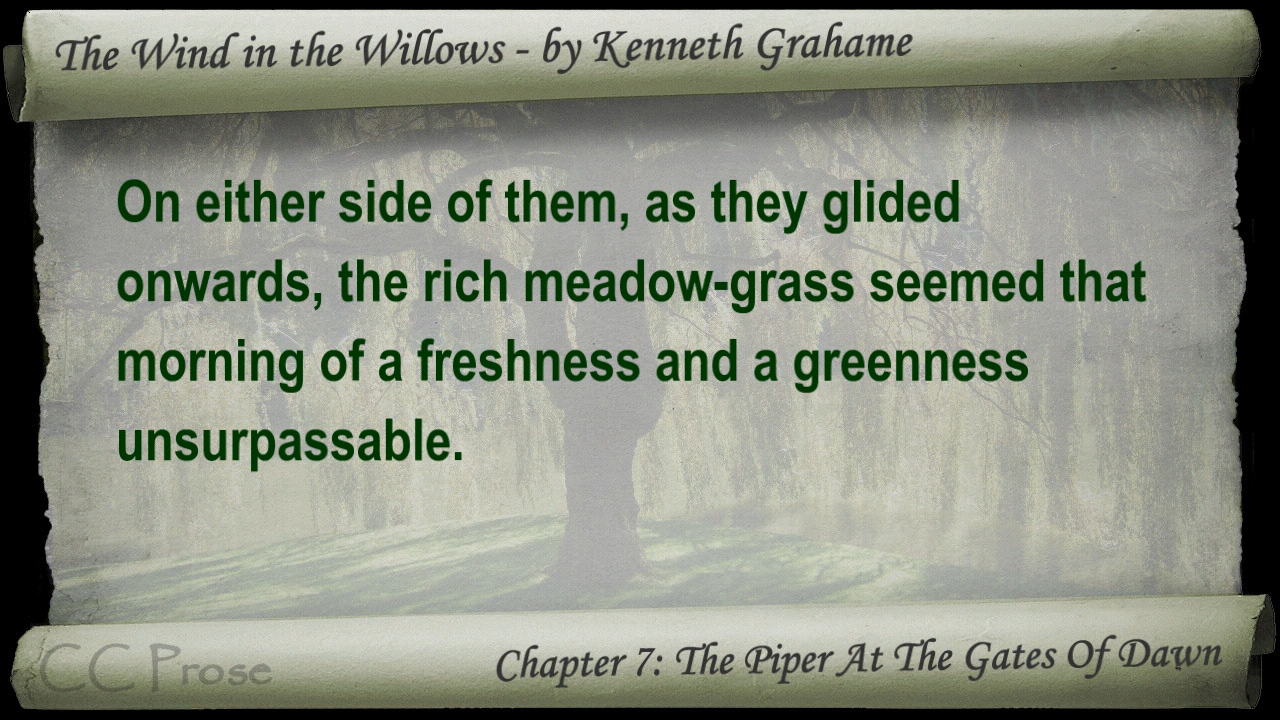 The Wind in the Willows - by Kenneth Grahame
On either side of them, as they glided
onwards, the rich meadow-grass seemed that
morning of a freshness and a greenness
unsurpassable.
CC Prose
Chapter 7: The Piper At The Gates Of Dawn